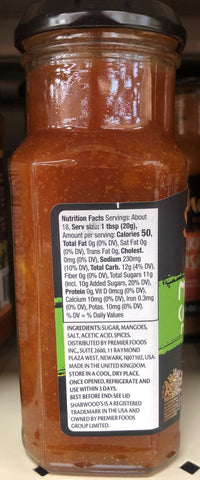 Nutrition Facts Servings: About
18, Serv size: 1 tbsp (20g),
Amount per serving: Calories 50,
Total Fat 0g (0% DV), Sat Fat 0g
(0% DV), Trans Fat 0g, Cholest.
0mg (0% DV), Sodium 230mg
(10% DV), Total Carb. 12g (4% DV),
Fiber 0g (0% DV), Total Sugars 11g
(Incl. 10g Added Sugars, 20% DV),
Protein 0g, Vit D 0mcg (0% DV),
Calcium 10mg (0% DV), Iron 0.3mg
(0% DV), Potas. 10mg (0% DV).
% DV = % Daily Values
INGREDIENTS: SUGAR, MANGOES,
SALT, ACETIC ACID, SPICES.
DISTRIBUTED BY PREMIER FOODS
INC, SUITE 2600, 11 RAYMOND
PLAZA WEST, NEWARK, NJ07102, USA.
MADE IN THE UNITED KINGDOM.
STORE IN A COOL, DRY PLACE.
ONCE OPENED, REFRIGERATE AND
USE WITHIN 3 DAYS.
BEST BEFORE END: SEE LID
SHARWOOD'S IS A REGISTERED
TRADEMARK IN THE USA AND
OWNED BY PREMIER FOODS
GROUP LIMITED.